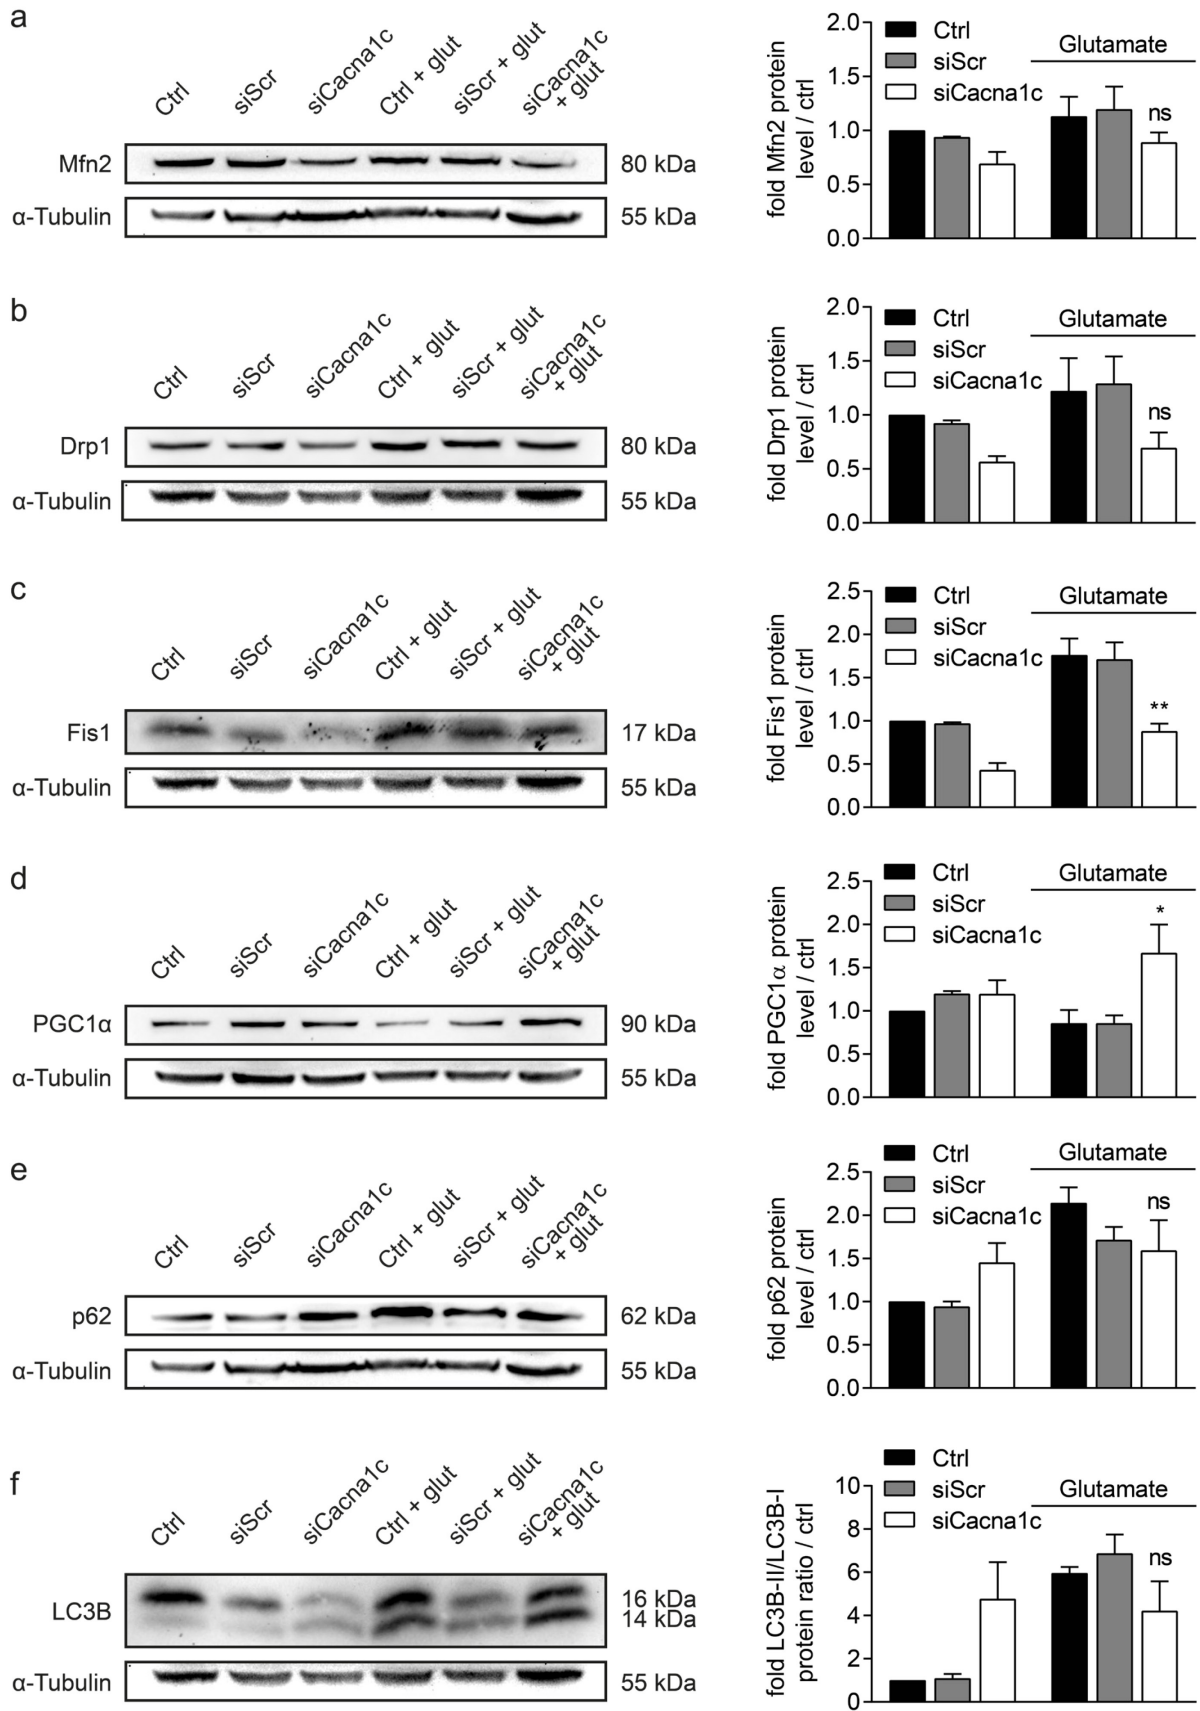 a
Ctrl
siScr
siCacna1c
Ctrl + glut
siScr + glut
siCacna1c
+ glut
Mfn2
80 kDa
α-Tubulin
55 kDa
fold Mfn2 protein
level / ctrl
2.0
1.5
1.0
0.5
0.0
Ctrl
siScr
siCacna1c
Glutamate
ns
b
Ctrl
siScr
siCacna1c
Ctrl + glut
siScr + glut
siCacna1c
+ glut
Drp1
80 kDa
α-Tubulin
55 kDa
fold Drp1 protein
level / ctrl
2.0
1.5
1.0
0.5
0.0
Ctrl
siScr
siCacna1c
Glutamate
ns
c
Ctrl
siScr
siCacna1c
Ctrl + glut
siScr + glut
siCacna1c
+ glut
Fis1
17 kDa
α-Tubulin
55 kDa
fold Fis1 protein
level / ctrl
2.5
2.0
1.5
1.0
0.5
0.0
Ctrl
siScr
siCacna1c
Glutamate
**
d
Ctrl
siScr
siCacna1c
Ctrl + glut
siScr + glut
siCacna1c
+ glut
PGC1α
90 kDa
α-Tubulin
55 kDa
fold PGC1α protein
level / ctrl
2.5
2.0
1.5
1.0
0.5
0.0
Ctrl
siScr
siCacna1c
Glutamate
*
e
Ctrl
siScr
siCacna1c
Ctrl + glut
siScr + glut
siCacna1c
+ glut
p62
62 kDa
α-Tubulin
55 kDa
fold p62 protein
level / ctrl
2.5
2.0
1.5
1.0
0.5
0.0
Ctrl
siScr
siCacna1c
Glutamate
ns
f
Ctrl
siScr
siCacna1c
Ctrl + glut
siScr + glut
siCacna1c
+ glut
LC3B
16 kDa
14 kDa
α-Tubulin
55 kDa
fold LC3B-II/LC3B-I
protein ratio / ctrl
10
8
6
4
2
0
Ctrl
siScr
siCacna1c
Glutamate
ns